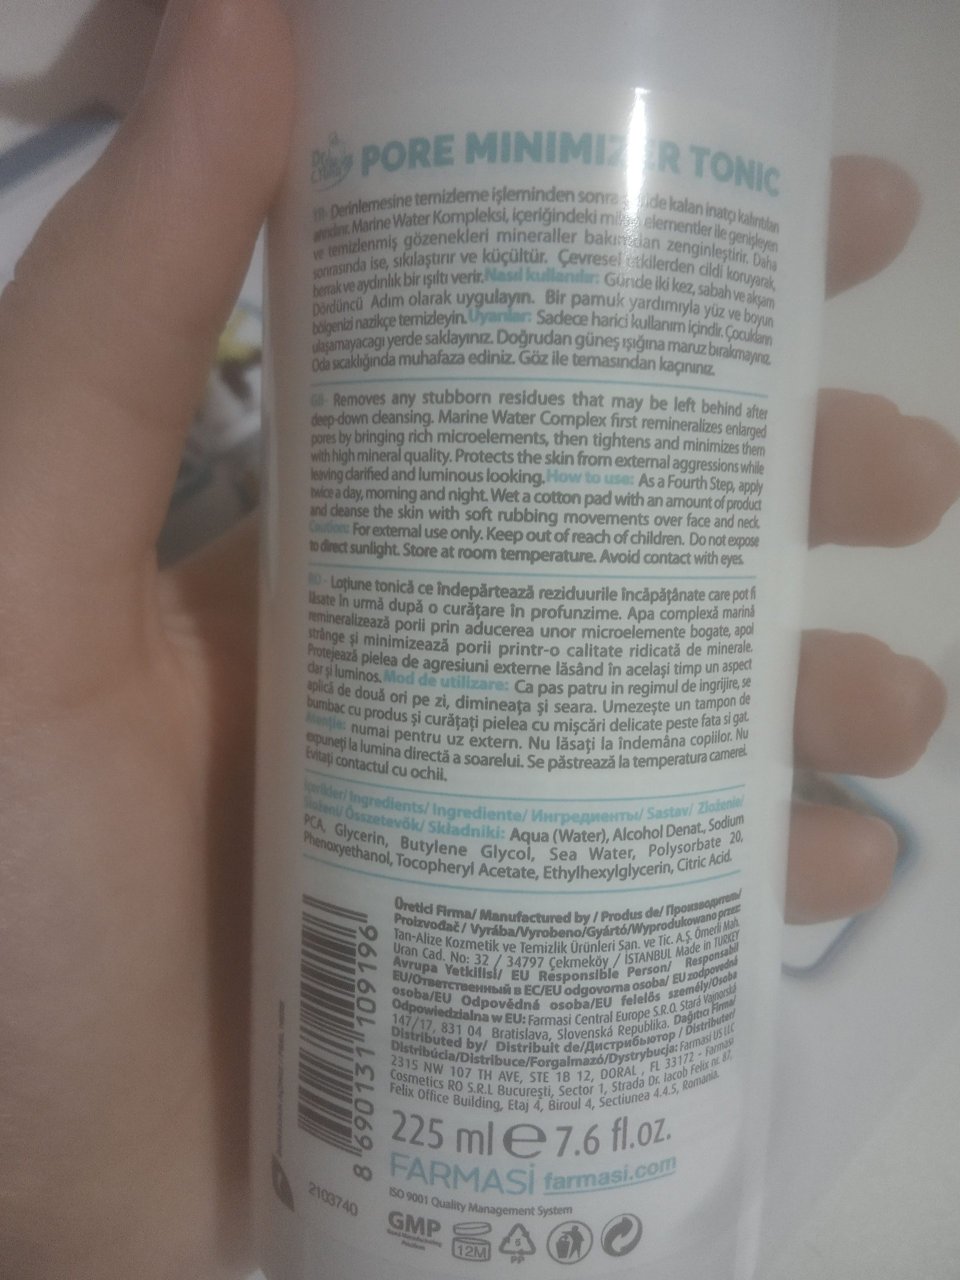 PORE MINIMIZER TONIC
Derinlemesine temizleme işleminden sonra kalan inatçı kalıntıları
arındırır. Marine Water Kompleksi, içeriğindeki elementler ile genişleyen
ve temizlenmiş gözenekleri mineraller bakımından zenginleştirir. Daha
sonrasında ise, sıkılaştırır ve küçültür. Çevresel etkilerden cildi koruyarak,
berrak ve aydınlık bir ışıltı verir. Nasıl kullanılır: Günde iki kez, sabah ve akşam
Dördüncü Adım olarak uygulayın. Bir pamuk yardımıyla yüz ve boyun
bölgenizi nazikçe temizleyin. Uyarılar: Sadece harici kullanım içindir. Çocukların
ulaşamayacagı yerde saklayınız. Doğrudan güneş ışığına maruz bırakmayınız.
Oda sıcaklığında muhafaza ediniz. Göz ile temasından kaçınınız.
GB- Removes any stubborn residues that may be left behind after
deep-down cleansing. Marine Water Complex first remineralizes enlarged
pores by bringing rich microelements, then tightens and minimizes them
with high mineral quality. Protects the skin from external aggressions while
leaving clarified and luminous looking. How to use: As a Fourth Step, apply
twice a day, morning and night. Wet a cotton pad with an amount of product
and cleanse the skin with soft rubbing movements over face and neck.
Caution: For external use only. Keep out of reach of children. Do not expose
to direct sunlight. Store at room temperature. Avoid contact with eyes.
RO - Loțiune tonică ce îndepărtează reziduurile încăpățânate care pot fi
lăsate în urmă după o curățare în profunzime. Apa complexă marină
remineralizează porii prin aducerea unor microelemente bogate, apoi
strânge și minimizează porii printr-o calitate ridicată de minerale.
Protejează pielea de agresiuni externe lăsând în același timp un aspect
clar și luminos. Mod de utilizare: Ca pas patru in regimul de ingrijire, se
aplică de două ori pe zi, dimineața și seara. Umezește un tampon de
bumbac cu produs și curățați pielea cu mișcări delicate peste fata si gat.
Atenție: numai pentru uz extern. Nu lăsați la îndemâna copiilor. Nu
expuneți la lumina directă a soarelui. Se păstrează la temperatura camerei.
Evitați contactul cu ochii.
İçerikler/ Ingredients/ Ingrediente/ Ингредиенты/ Sastav/ Złożenie/
Složení/ Összetevők/ Składniki: Aqua (Water), Alcohol Denat., Sodium
PCA, Glycerin, Butylene Glycol, Sea Water, Polysorbate 20,
Phenoxyethanol, Tocopheryl Acetate, Ethylhexylglycerin, Citric Acid.
Üretici Firma/ Manufactured by / Produs de/ Производитель/
Proizvođač/ Vyrába/Vyrobeno/Gyártó/Wyprodukowano przez:
Tan-Alize Kozmetik ve Temizlik Ürünleri San. ve Tic. A.Ş. Ömerli Mah.
Uran Cad. No: 32 / 34797 Çekmeköy / İSTANBUL Made in TURKEY
Avrupa Yetkilisi/ EU Responsible Person/ Responsabil
EU/Ответственный в EC/EU odgovorna osoba/ EU zodpovedná
osoba/EU Odpovědná osoba/EU felelős személy/Osoba
Odpowiedzialna w EU: Farmasi Central Europe S.R.O. Stará Vajnorská
147/17, 831 04 Bratislava, Slovenská Republika. Dağıtıcı Firma/
Distributed by/ Distribuit de/Дистрибьютор / Distributer/
Distribúcia/Distribuce/Forgalmazó/Dystrybucja: Farmasi US LLC
2315 NW 107 TH AVE, STE 1B 12, DORAL , FL 33172 - Farmasi
Cosmetics RO S.R.L București, Sector 1, Strada Dr. Iacob Felix nr. 87,
Felix Office Building, Etaj 4, Biroul 4, Sectiunea 4.4.5, Romania.
8 690131 109196
225 ml e 7.6 fl.oz.
FARMASİ farmasi.com
2103740
ISO 9001 Quality Management System
GMP
Good Manufacturing
Practices
12M
5
PP